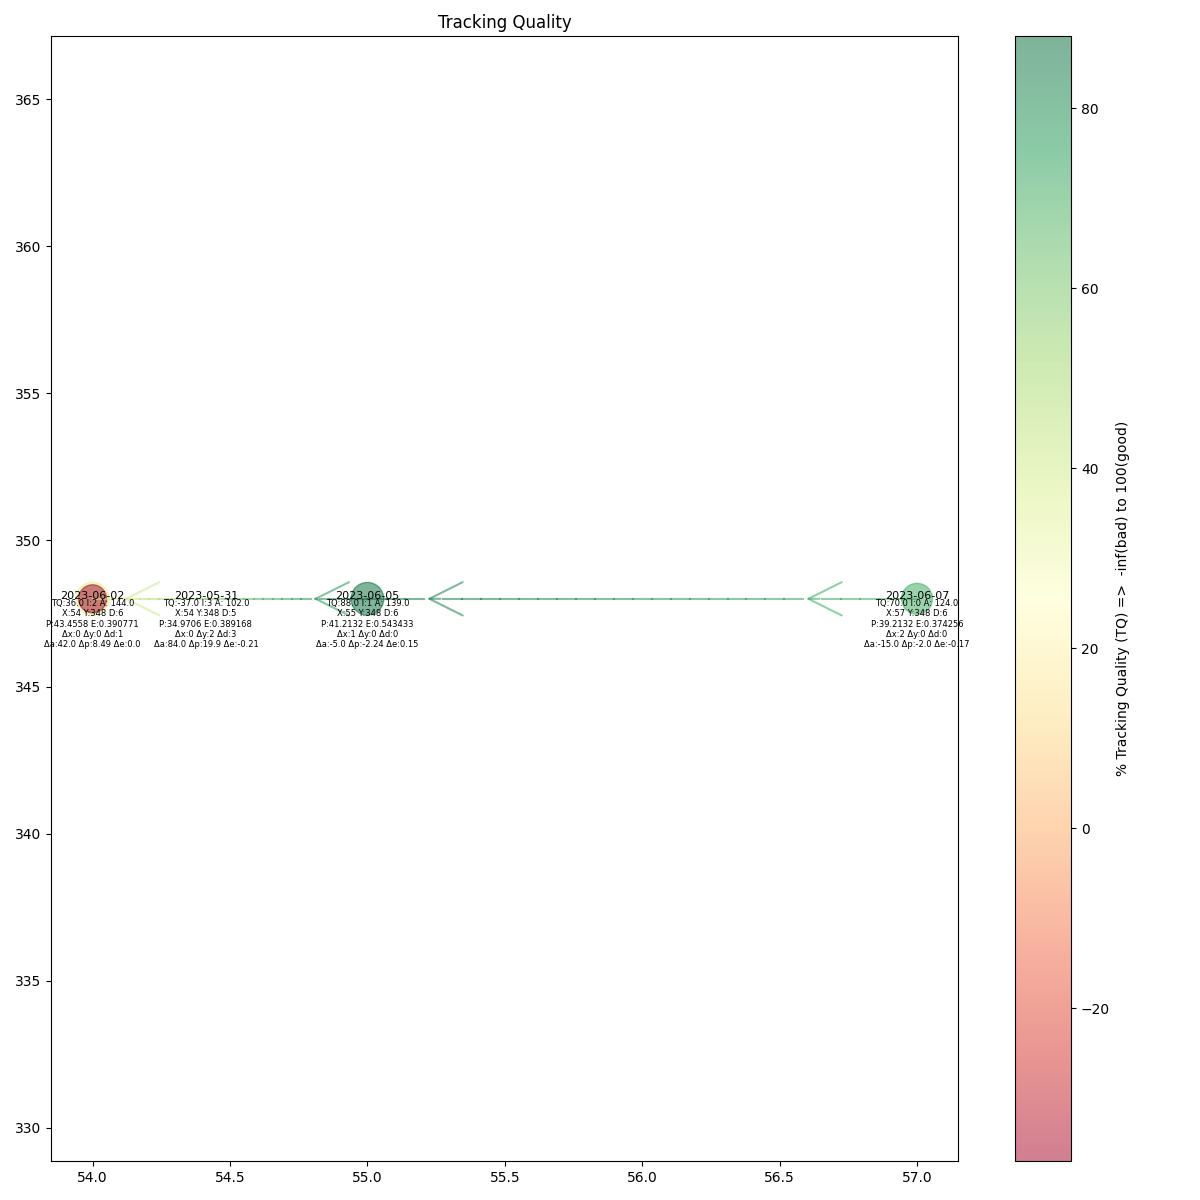 Tracking Quality
365
360
355
350
345
340
335
330
2023-06-02
TQ:36.0 I:2 A: 144.0
X:54 Y:348 D:6
P:43.4558 E:0.390771
Δx:0 Δy:0 Δd:1
Δa:42.0 Δp:8.49 Δe:0.0
2023-05-31
TQ:-37.0 I:3 A: 102.0
X:54 Y:348 D:5
P:34.9706 E:0.389168
Δx:0 Δy:2 Δd:3
Δa:84.0 Δp:19.9 Δe:-0.21
2023-06-05
TQ:88.0 I:1 A: 139.0
X:55 Y:348 D:6
P:41.2132 E:0.543433
Δx:1 Δy:0 Δd:0
Δa:-5.0 Δp:-2.24 Δe:0.15
2023-06-07
TQ:70.0 I:0 A: 124.0
X:57 Y:348 D:6
P:39.2132 E:0.374256
Δx:2 Δy:0 Δd:0
Δa:-15.0 Δp:-2.0 Δe:-0.17
54.0 54.5 55.0 55.5 56.0 56.5 57.0
80
60
40
20
0
−20
% Tracking Quality (TQ) => -inf(bad) to 100(good)